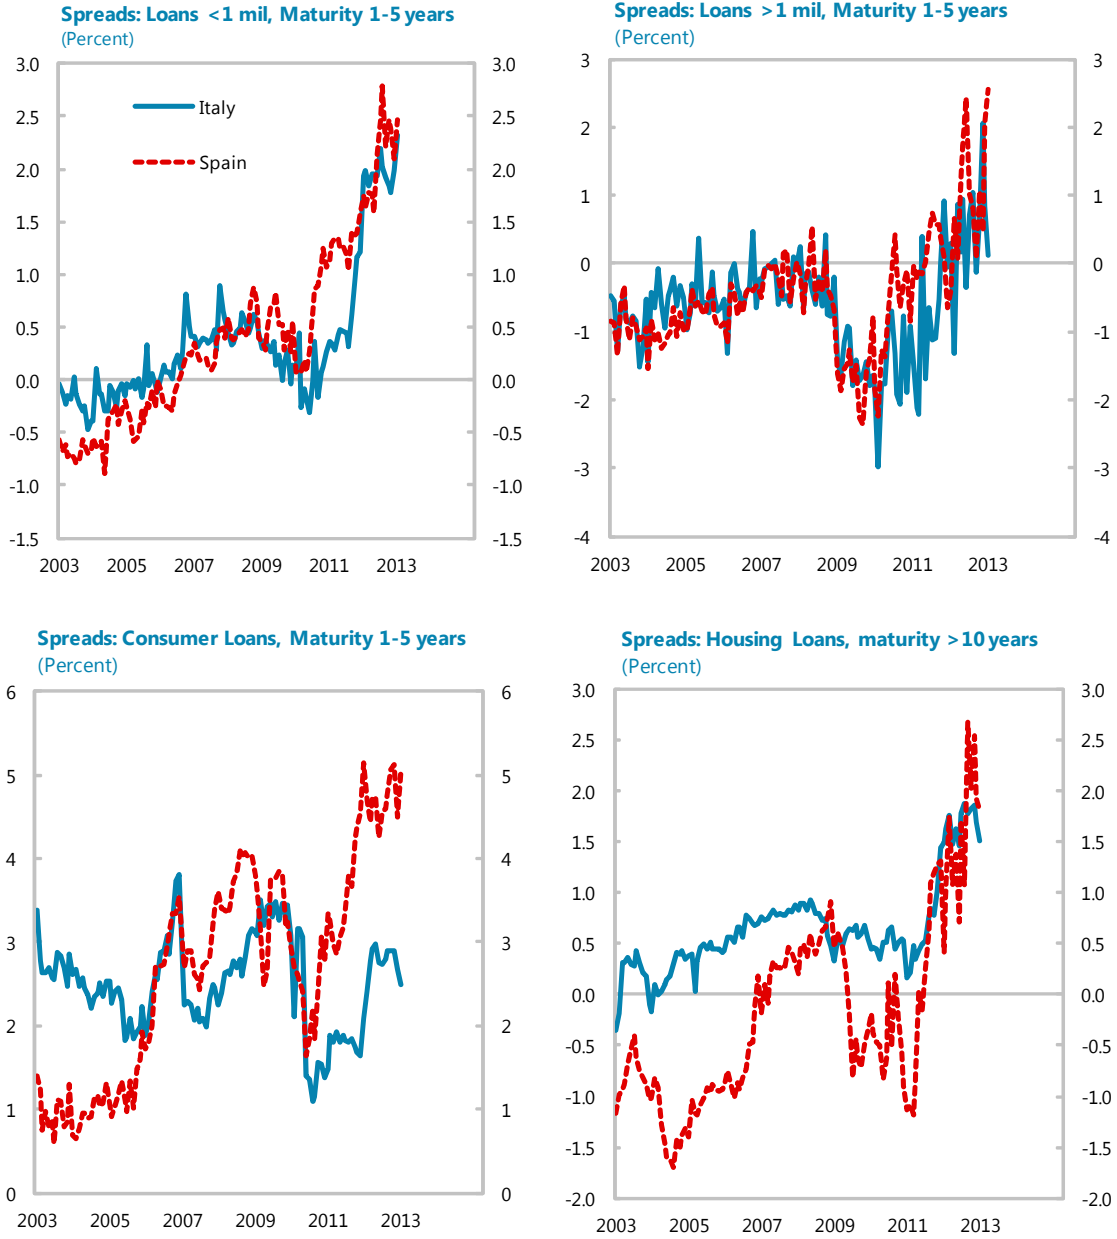 Spreads: Loans <1 mil, Maturity 1-5 years
(Percent)
3.0 3.0
2.5 2.5
2.0 2.0
1.5 1.5
1.0 1.0
0.5 0.5
0.0 0.0
-0.5 -0.5
-1.0 -1.0
-1.5 -1.5
Italy
Spain
2003 2005 2007 2009 2011 2013
Spreads: Loans >1 mil, Maturity 1-5 years
(Percent)
3 3
2 2
1 1
0 0
-1 -1
-2 -2
-3 -3
-4 -4
2003 2005 2007 2009 2011 2013
Spreads: Consumer Loans, Maturity 1-5 years
(Percent)
6 6
5 5
4 4
3 3
2 2
1 1
0 0
2003 2005 2007 2009 2011 2013
Spreads: Housing Loans, maturity >10 years
(Percent)
3.0 3.0
2.5 2.5
2.0 2.0
1.5 1.5
1.0 1.0
0.5 0.5
0.0 0.0
-0.5 -0.5
-1.0 -1.0
-1.5 -1.5
-2.0 -2.0
2003 2005 2007 2009 2011 2013